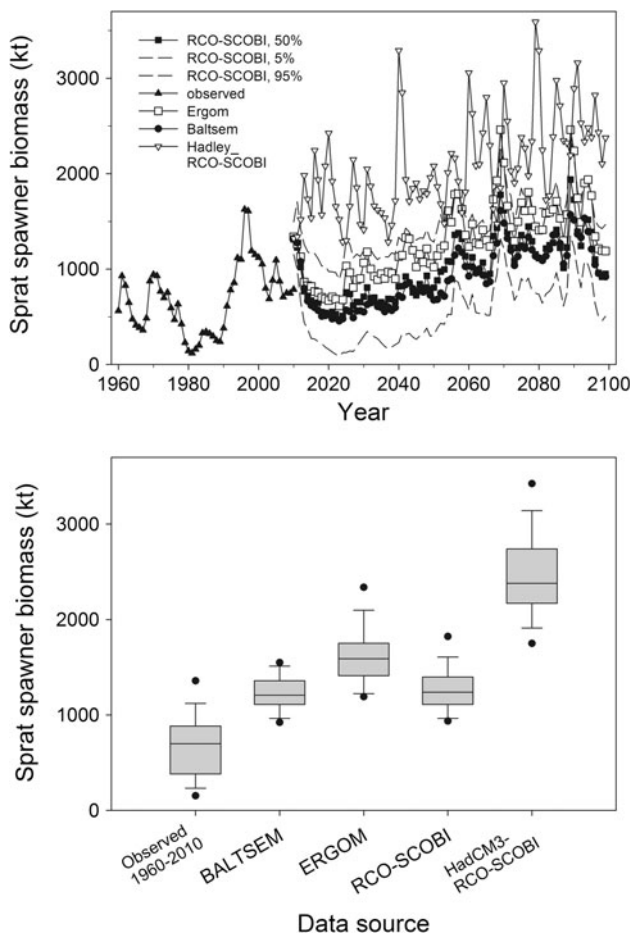 Sprat spawner biomass (kt)
3000
2000
1000
0
RCO-SCOBI, 50%
RCO-SCOBI, 5%
RCO-SCOBI, 95%
observed
Ergom
Baltsem
Hadley_
RCO-SCOBI
1960 1980 2000 2020 2040 2060 2080 2100
Year
Sprat spawner biomass (kt)
3000
2000
1000
0
Observed
1960-2010
BALTSEM
ERGOM
RCO-SCOBI
HadCM3-
RCO-SCOBI
Data source